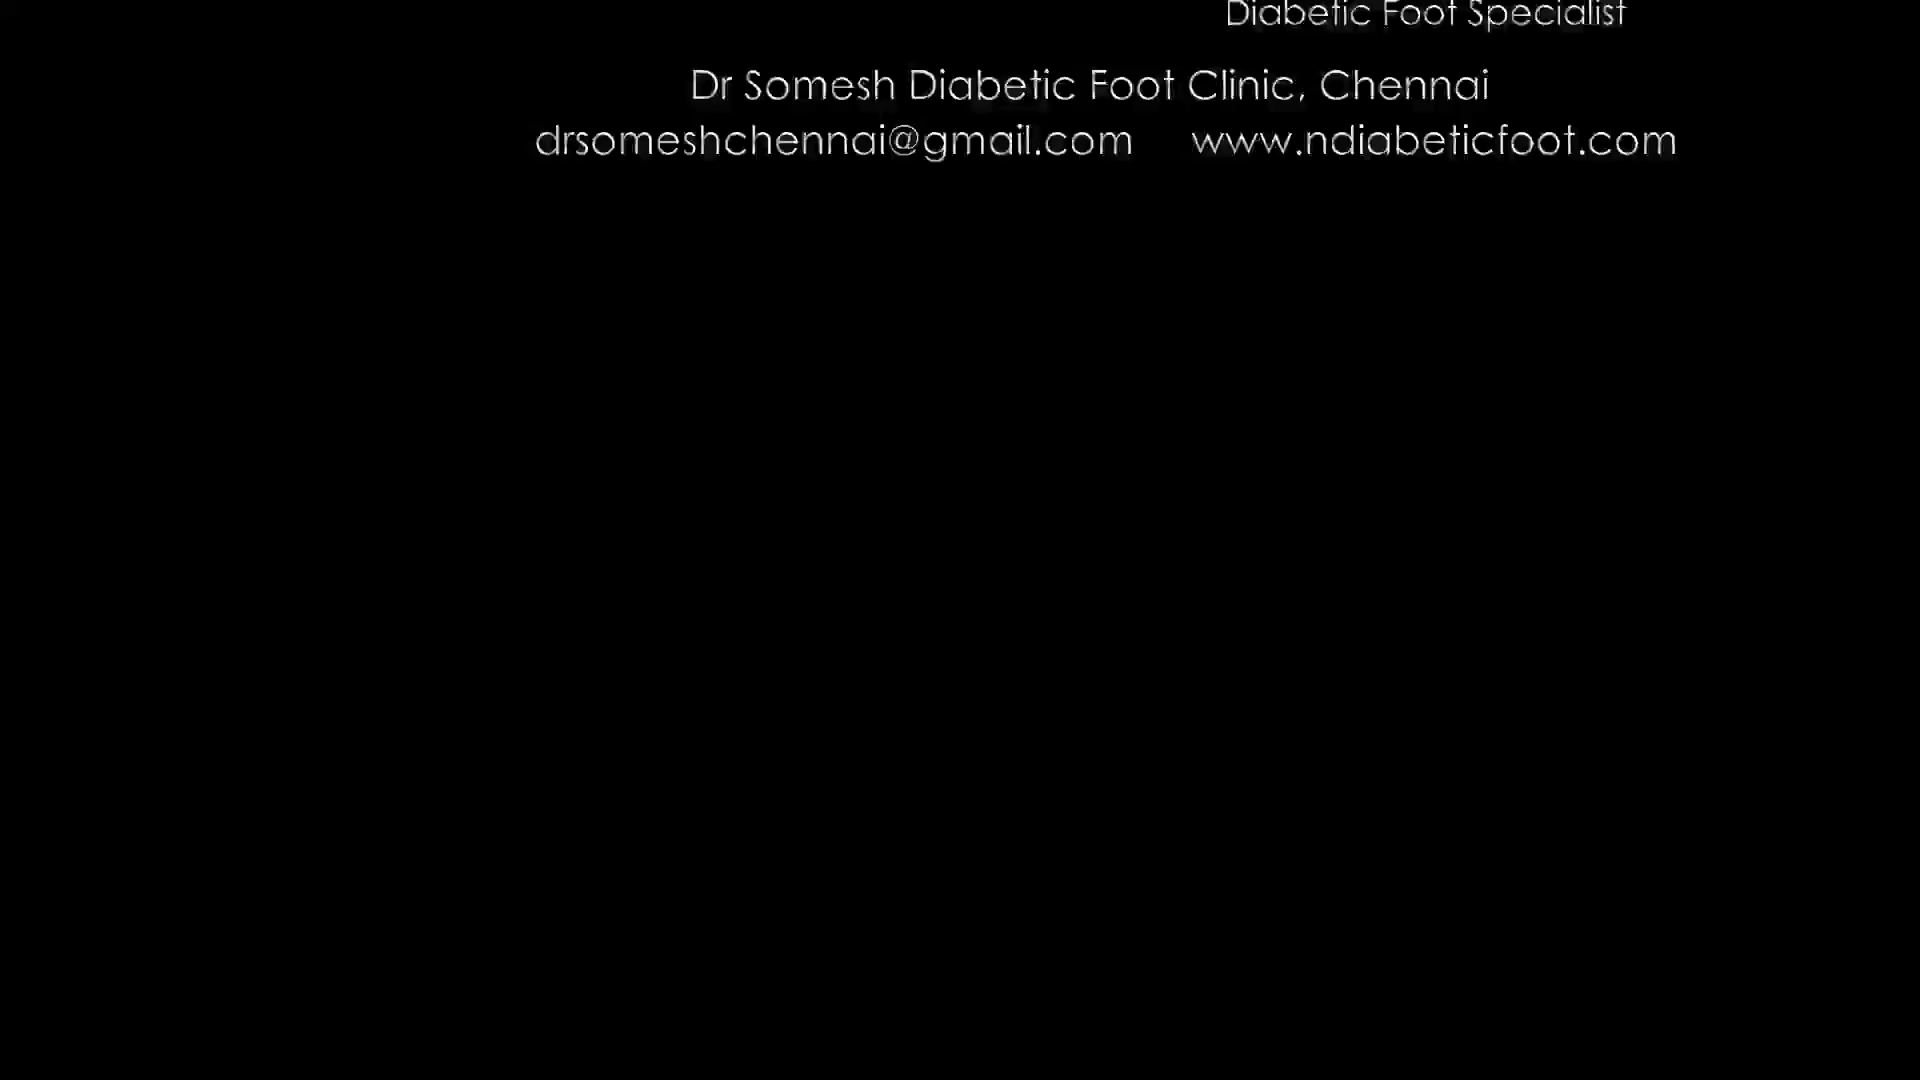 Diabetic Foot Specialist
Dr Somesh Diabetic Foot Clinic, Chennai
drsomeshchennai@gmail.com www.ndiabeticfoot.com